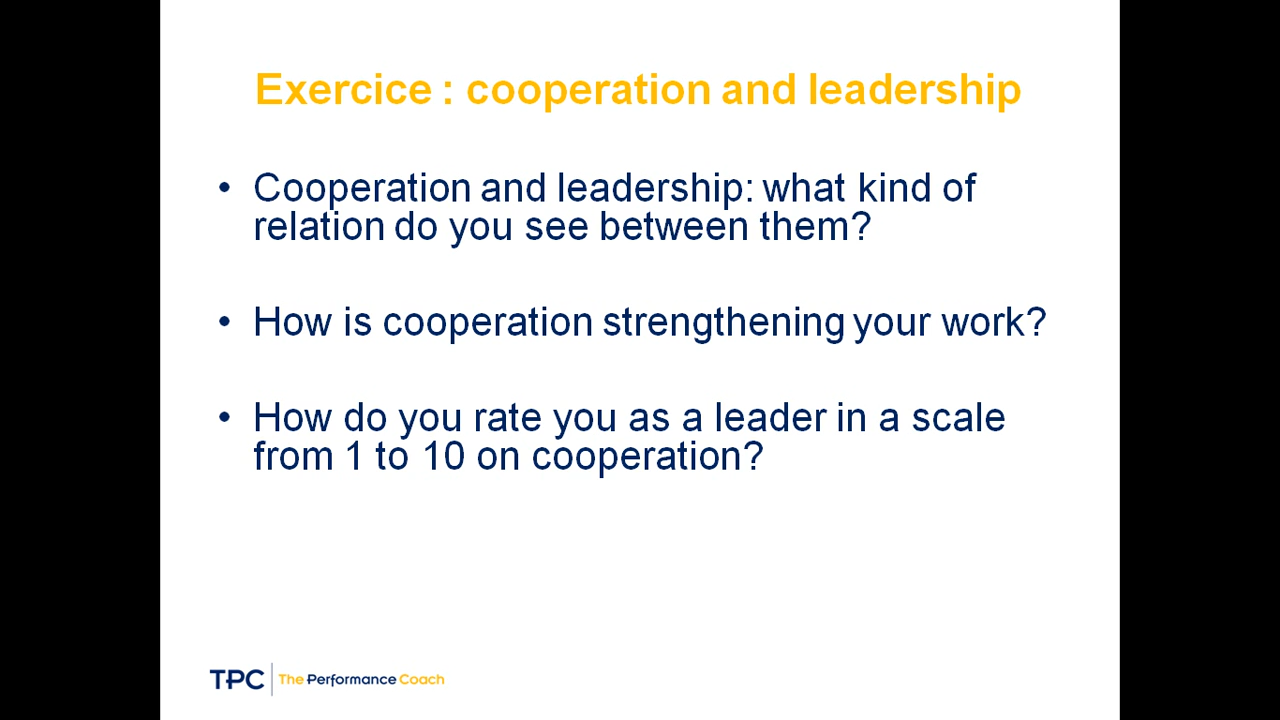 Exercice : cooperation and leadership
• Cooperation and leadership: what kind of
relation do you see between them?
• How is cooperation strengthening your work?
• How do you rate you as a leader in a scale
from 1 to 10 on cooperation?
TPC The Performance Coach